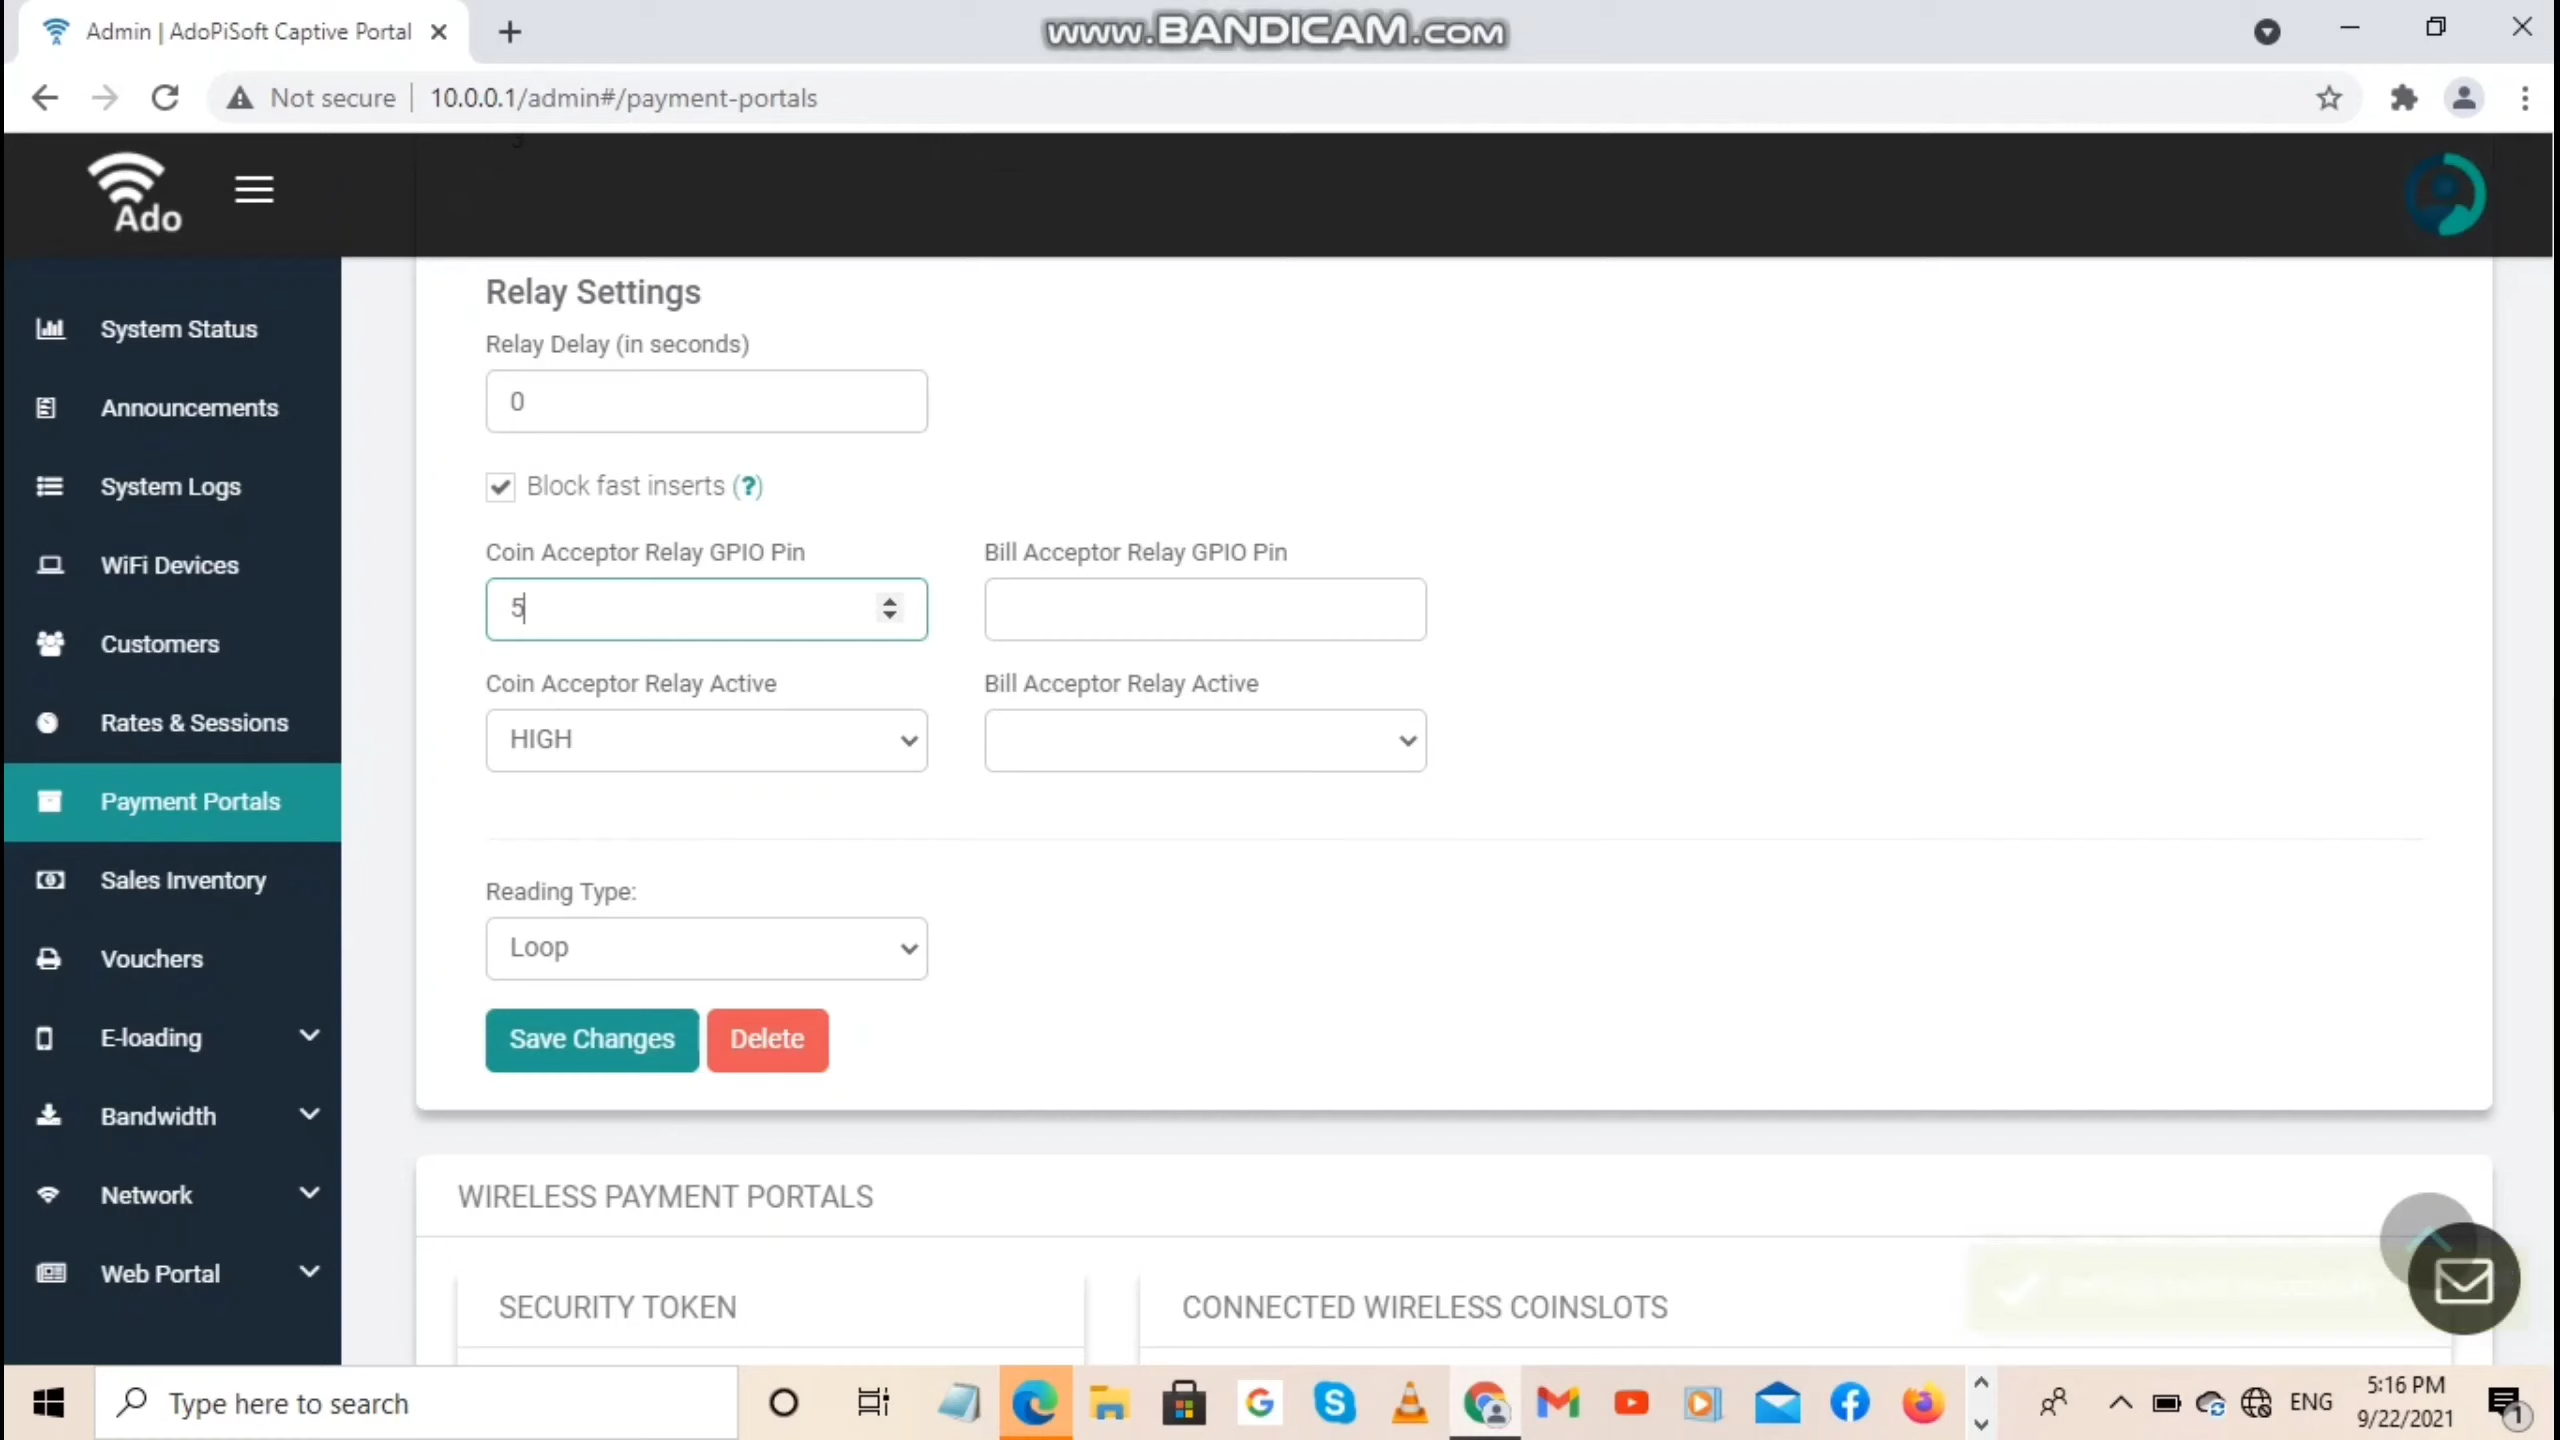 Admin | AdoPiSoft Captive Portal
www.BANDICAM.com
Not secure
10.0.0.1/admin#/payment-portals
Ado
System Status
Announcements
System Logs
WiFi Devices
Customers
Rates & Sessions
Payment Portals
Sales Inventory
Vouchers
E-loading
Bandwidth
Network
Web Portal
Relay Settings
Relay Delay (in seconds)
0
Block fast inserts (?)
Coin Acceptor Relay GPIO Pin
5
Bill Acceptor Relay GPIO Pin
Coin Acceptor Relay Active
HIGH
Bill Acceptor Relay Active
Reading Type:
Loop
Save Changes
Delete
WIRELESS PAYMENT PORTALS
SECURITY TOKEN
CONNECTED WIRELESS COINSLOTS
Type here to search
ENG
5:16 PM
9/22/2021
1